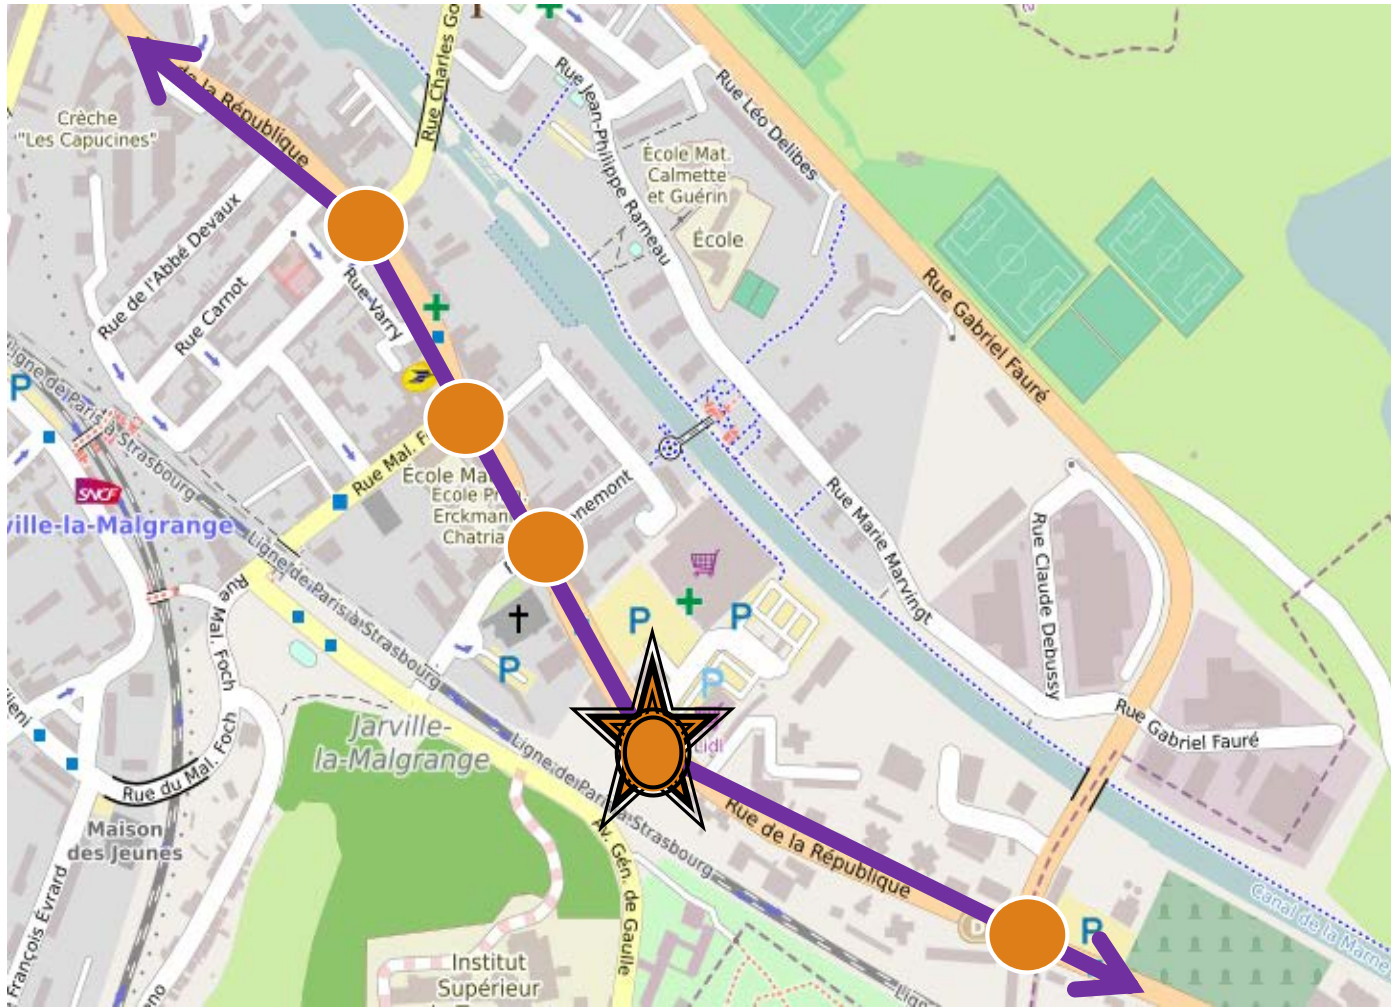 Crèche
"Les Capucines"
de la République
Rue Charles Go
Rue Jean-Philippe Rameau
Rue Léo Delibes
École Mat.
Calmette
et Guérin
École
Rue de l'Abbé Devaux
Rue Carnot
Rue Varry
Rue Gabriel Fauré
P
SNCF
ville-la-Malgrange
Ligne de Paris à Strasbourg
Rue Mal. F
École Ma
École Pr
Erckman
Chatria
enemont
Ligne de Paris à Strasbourg
Rue Marie Marvingt
Rue Claude Debussy
Rue Mal. Foch
P
P
P
P
Jarville-
la-Malgrange
Lidl
Rue Gabriel Fauré
Rue du Mal. Foch
Maison
des Jeunes
Ligne de Paris à Strasbourg
Rue de la République
Av. Gén. de Gaulle
François Évrard
Institut
Supérieur
D
P
Canal de la Marne
Ligne